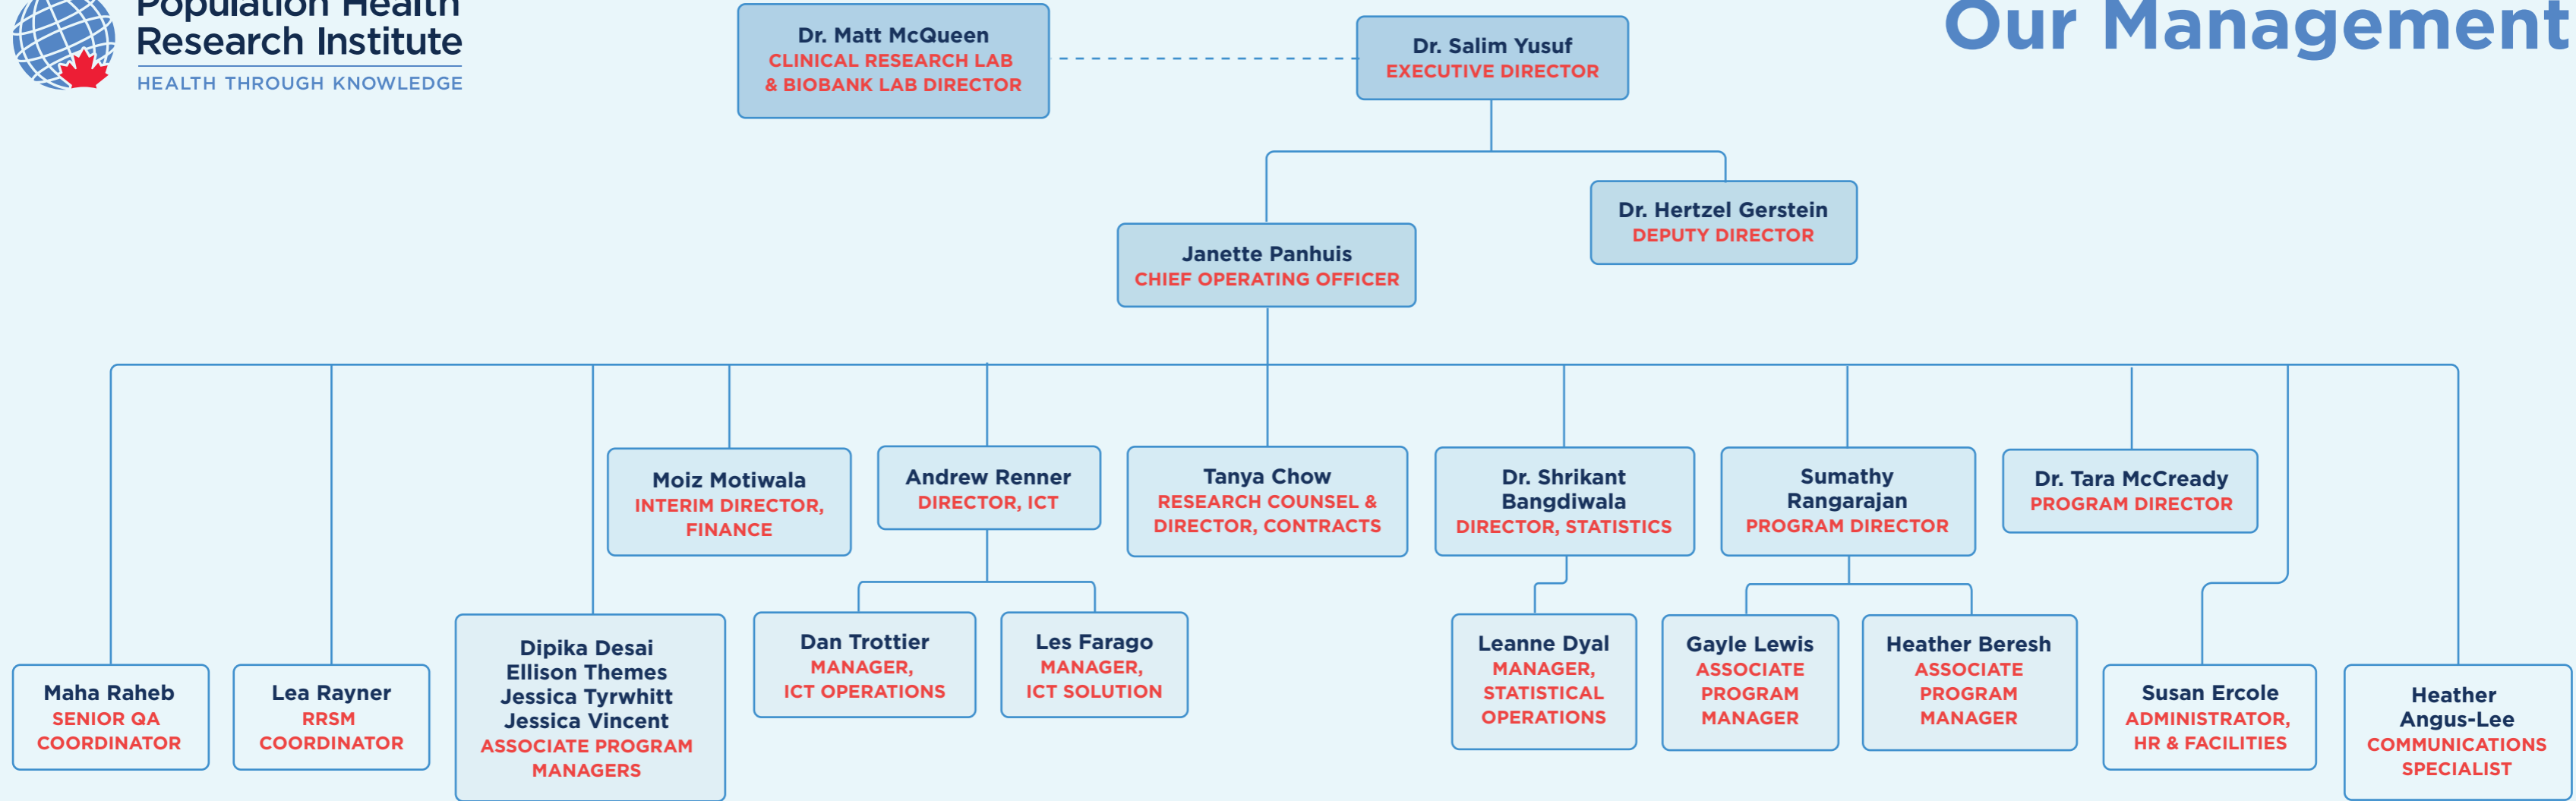 Population Health
Research Institute
HEALTH THROUGH KNOWLEDGE
Our Management
Dr. Matt McQueen
CLINICAL RESEARCH LAB
& BIOBANK LAB DIRECTOR
Dr. Salim Yusuf
EXECUTIVE DIRECTOR
Dr. Hertzel Gerstein
DEPUTY DIRECTOR
Janette Panhuis
CHIEF OPERATING OFFICER
Moiz Motiwala
INTERIM DIRECTOR,
FINANCE
Andrew Renner
DIRECTOR, ICT
Tanya Chow
RESEARCH COUNSEL &
DIRECTOR, CONTRACTS
Dr. Shrikant
Bangdiwala
DIRECTOR, STATISTICS
Sumathy
Rangarajan
PROGRAM DIRECTOR
Dr. Tara McCready
PROGRAM DIRECTOR
Maha Raheb
SENIOR QA
COORDINATOR
Lea Rayner
RRSM
COORDINATOR
Dipika Desai
Ellison Themes
Jessica Tyrwhitt
Jessica Vincent
ASSOCIATE PROGRAM
MANAGERS
Dan Trottier
MANAGER,
ICT OPERATIONS
Les Farago
MANAGER,
ICT SOLUTION
Leanne Dyal
MANAGER,
STATISTICAL
OPERATIONS
Gayle Lewis
ASSOCIATE
PROGRAM
MANAGER
Heather Beresh
ASSOCIATE
PROGRAM
MANAGER
Susan Ercole
ADMINISTRATOR,
HR & FACILITIES
Heather
Angus-Lee
COMMUNICATIONS
SPECIALIST